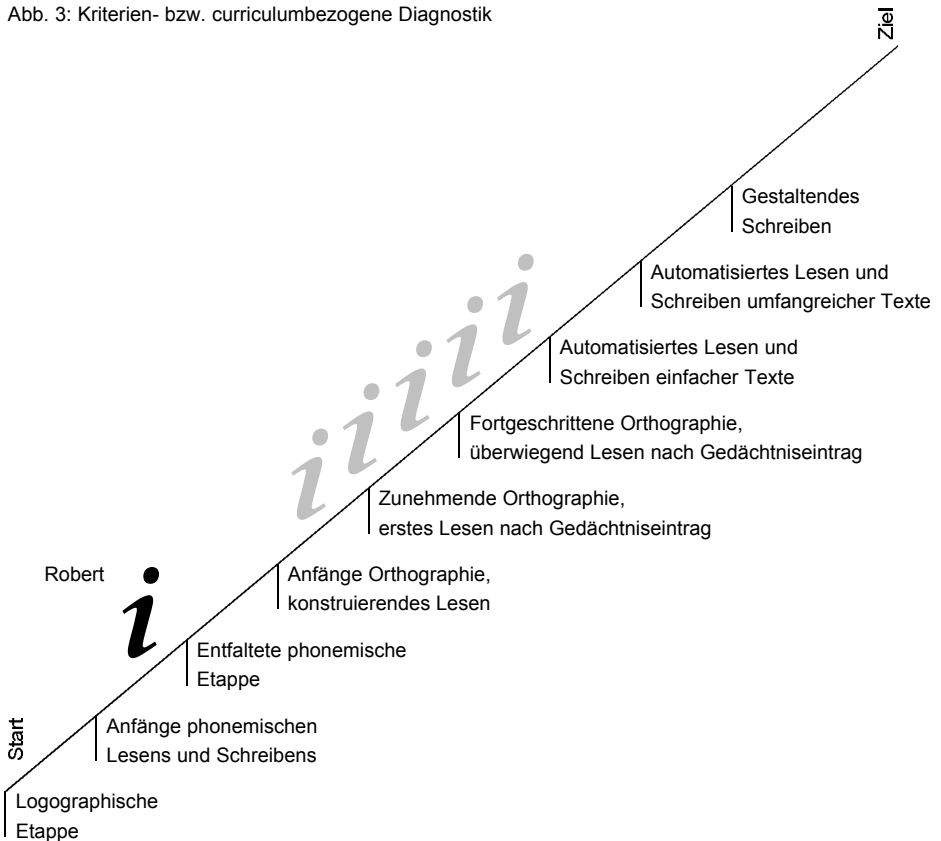 Abb. 3: Kriterien- bzw. curriculumbezogene Diagnostik
Ziel
Gestaltendes
Schreiben
Automatisiertes Lesen und
Schreiben umfangreicher Texte
Automatisiertes Lesen und
Schreiben einfacher Texte
Fortgeschrittene Orthographie,
überwiegend Lesen nach Gedächtniseintrag
Zunehmende Orthographie,
erstes Lesen nach Gedächtniseintrag
iiiii
Robert
i
Anfänge Orthographie,
konstruierendes Lesen
Entfaltete phonemische
Etappe
Anfänge phonemischen
Lesens und Schreibens
Start
Logographische
Etappe